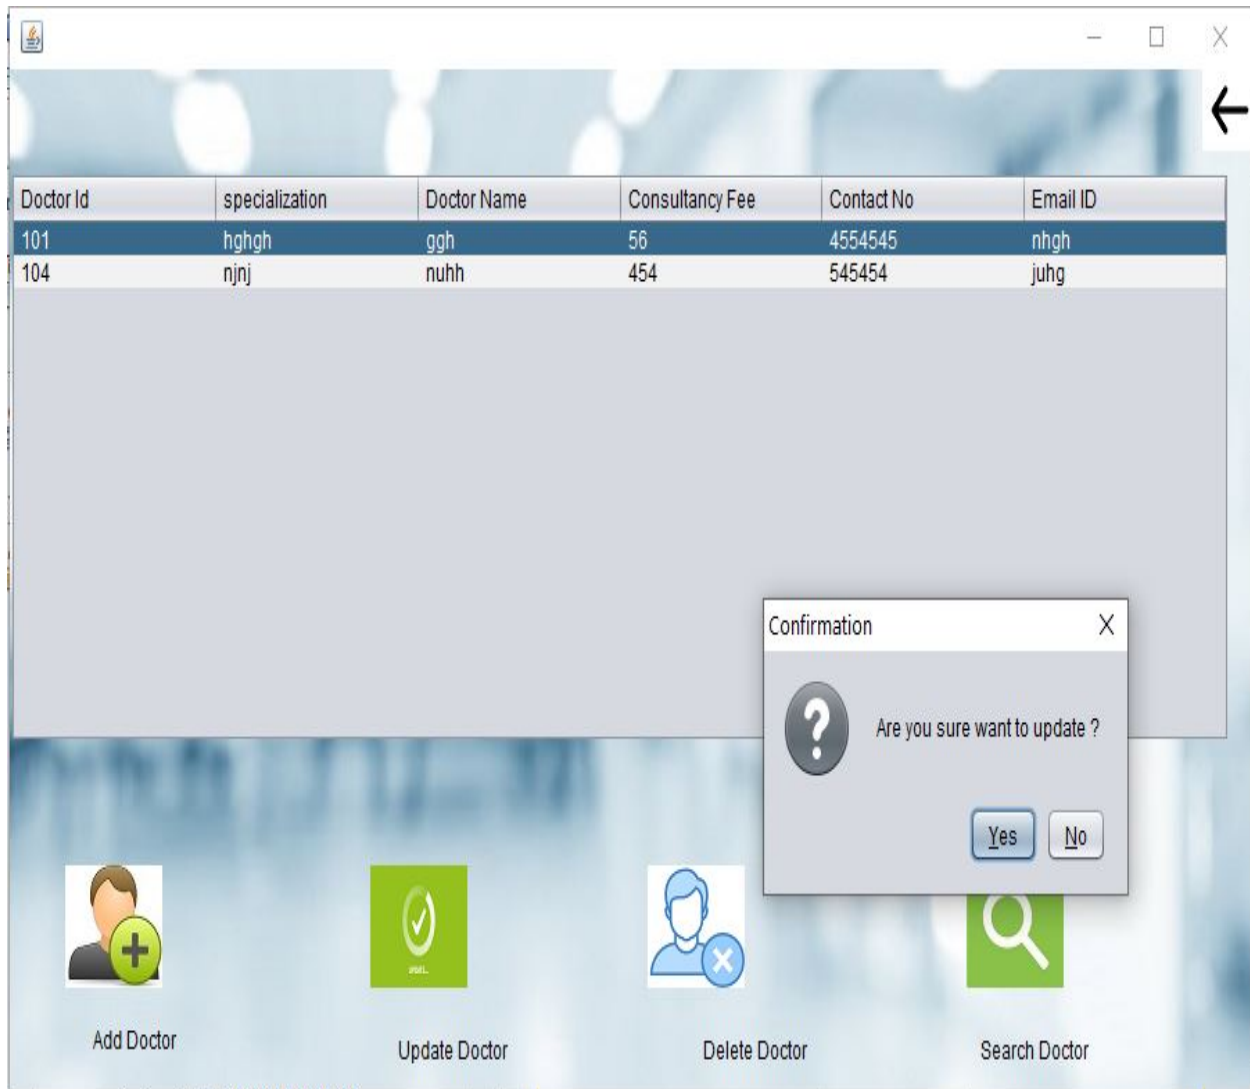 Doctor Id specialization Doctor Name Consultancy Fee Contact No Email ID
101 hghgh ggh 56 4554545 nhgh
104 njnj nuhh 454 545454 juhg
Confirmation X
Are you sure want to update ?
Yes No
Add Doctor Update Doctor Delete Doctor Search Doctor